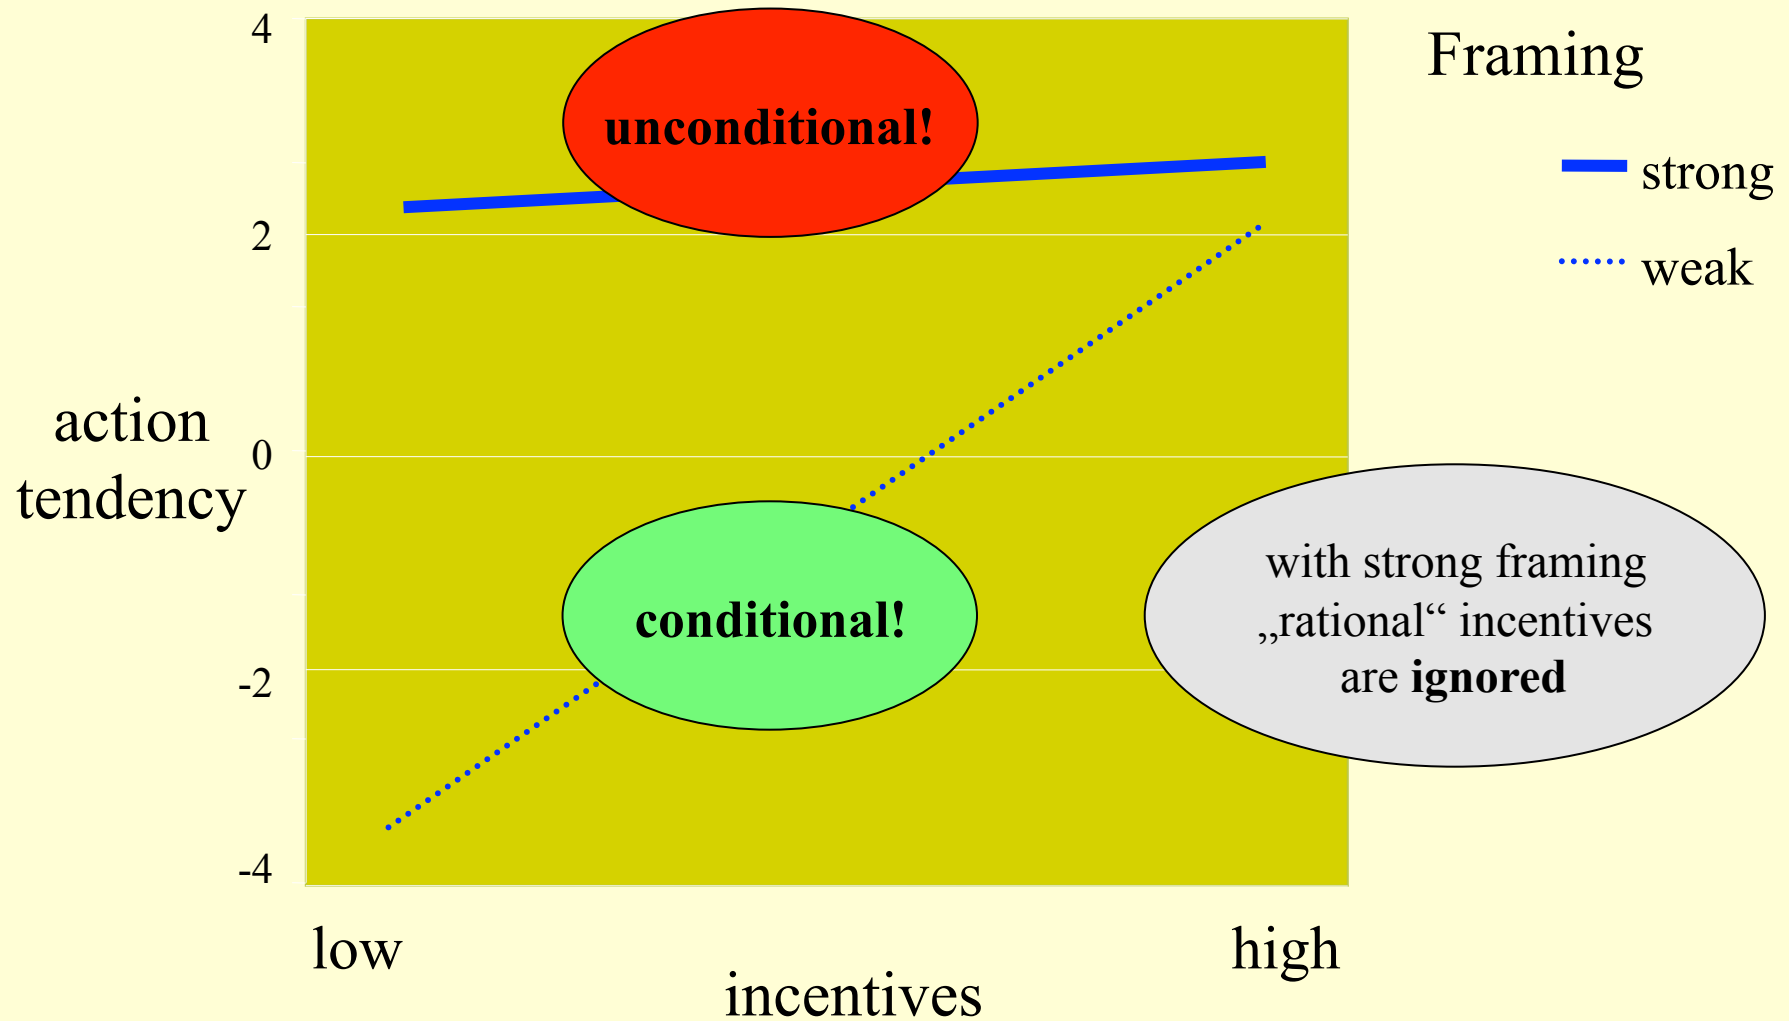 4
2
0
-2
-4
action
tendency
low
high
incentives
unconditional!
conditional!
Framing
strong
weak
with strong framing
„rational“ incentives
are ignored